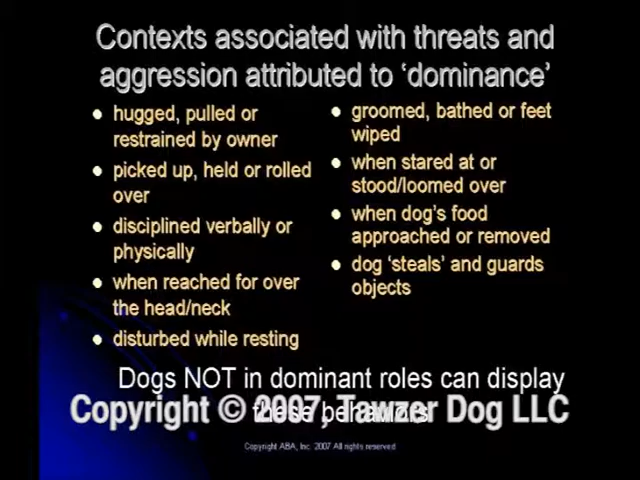 Contexts associated with threats and
aggression attributed to ‘dominance’
• hugged, pulled or
restrained by owner
• picked up, held or rolled
over
• disciplined verbally or
physically
• when reached for over
the head/neck
• disturbed while resting
• groomed, bathed or feet
wiped
• when stared at or
stood/loomed over
• when dog’s food
approached or removed
• dog ‘steals’ and guards
objects
Dogs NOT in dominant roles can display
these behaviors
Copyright © 2007, Tawzer Dog LLC
Copyright ABA, Inc. 2007 All rights reserved